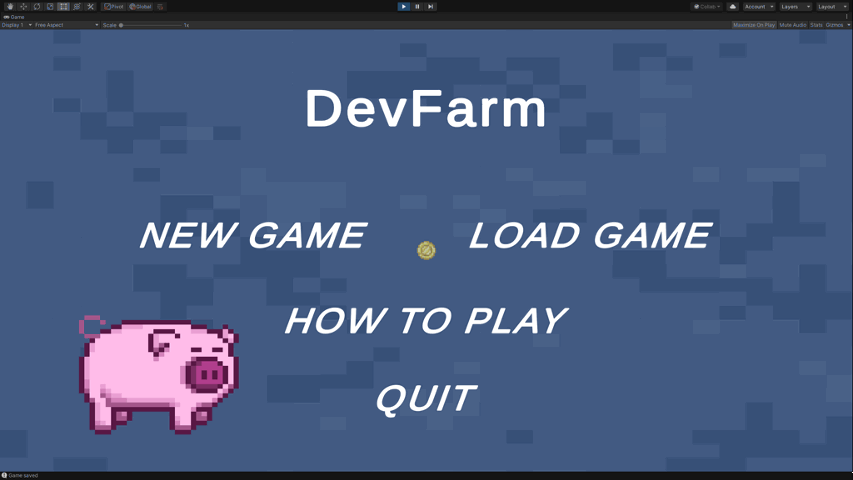 Pivot Global Collab Account Layers Layout
Game
Display 1 Free Aspect Scale 1x Maximize On Play Mute Audio Stats Gizmos
DevFarm
NEW GAME LOAD GAME
HOW TO PLAY
QUIT
Game saved